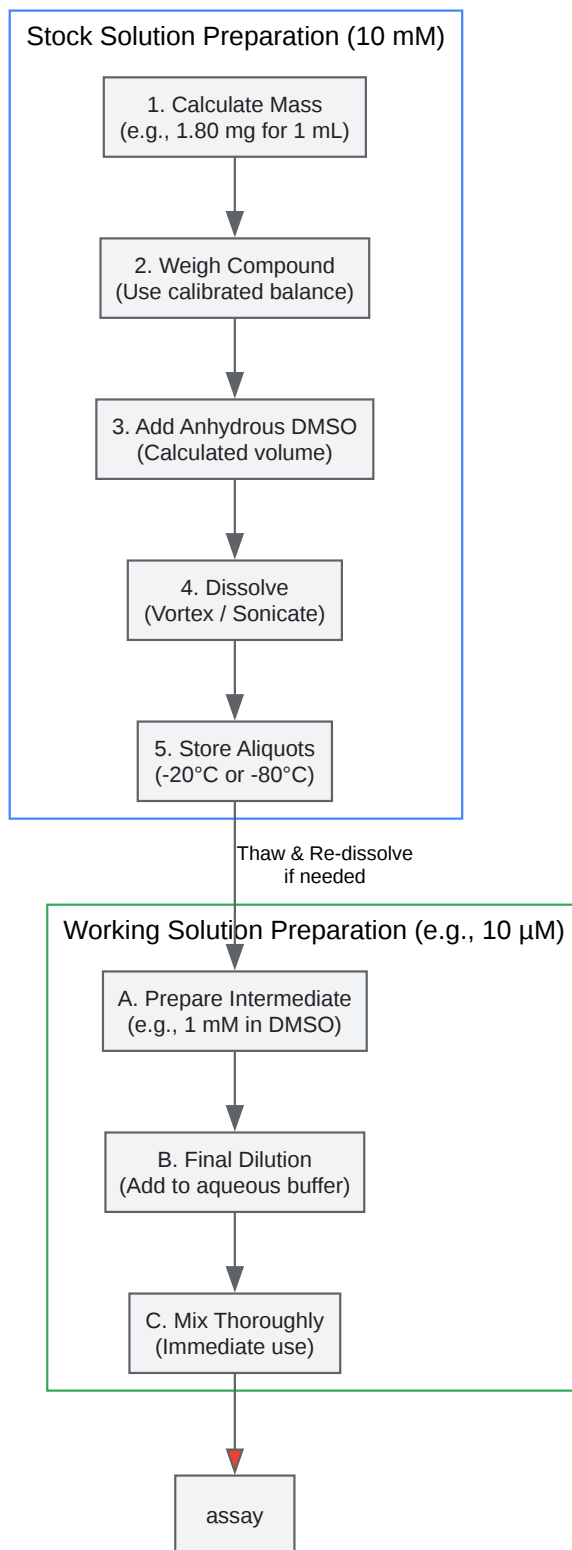 Stock Solution Preparation (10 mM)
1. Calculate Mass
(e.g., 1.80 mg for 1 mL)
2. Weigh Compound
(Use calibrated balance)
3. Add Anhydrous DMSO
(Calculated volume)
4. Dissolve
(Vortex / Sonicate)
5. Store Aliquots
(-20°C or -80°C)
Thaw & Re-dissolve
if needed
Working Solution Preparation (e.g., 10 µM)
A. Prepare Intermediate
(e.g., 1 mM in DMSO)
B. Final Dilution
(Add to aqueous buffer)
C. Mix Thoroughly
(Immediate use)
assay